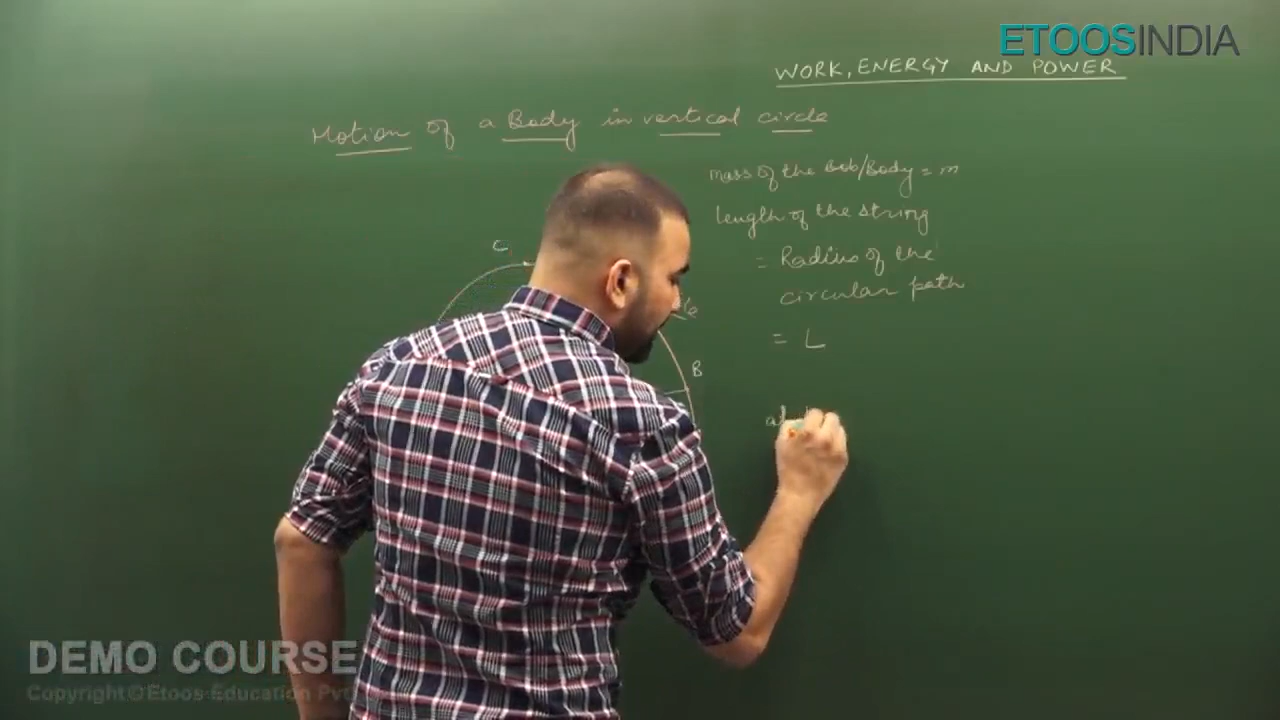 ETOOSINDIA
WORK, ENERGY AND POWER
Motion of a Body in vertical circle
mass of the Bob/Body = m
length of the string
= Radius of the
circular path
= L
C
B
DEMO COURSE
Copyright©Etoos Education Pvt